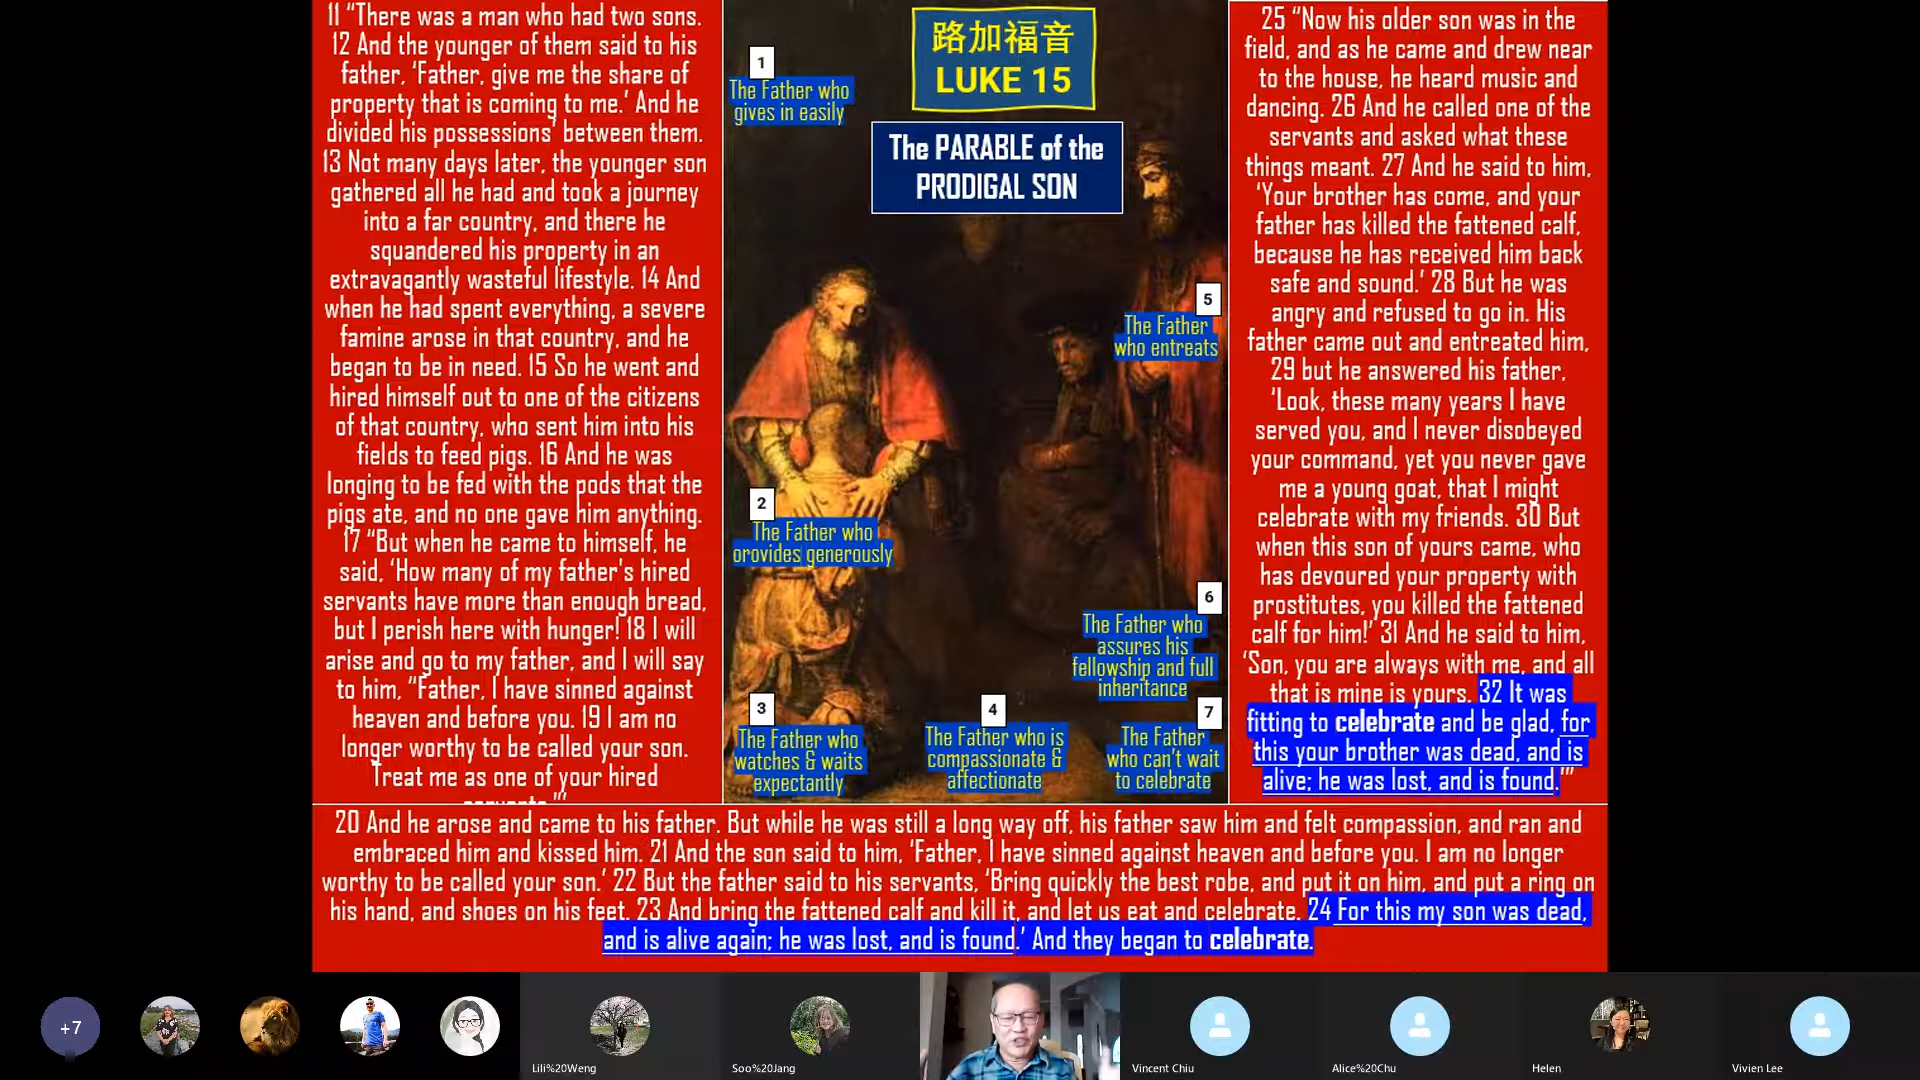 11 “There was a man who had two sons.
12 And the younger of them said to his
father, ‘Father, give me the share of
property that is coming to me.’ And he
divided his possessions’ between them.
13 Not many days later, the younger son
gathered all he had and took a journey
into a far country, and there he
squandered his property in an
extravagantly wasteful lifestyle. 14 And
when he had spent everything, a severe
famine arose in that country, and he
began to be in need. 15 So he went and
hired himself out to one of the citizens
of that country, who sent him into his
fields to feed pigs. 16 And he was
longing to be fed with the pods that the
pigs ate, and no one gave him anything.
17 “But when he came to himself, he
said, ‘How many of my father's hired
servants have more than enough bread,
but I perish here with hunger! 18 I will
arise and go to my father, and I will say
to him, “Father, I have sinned against
heaven and before you. 19 I am no
longer worthy to be called your son.
Treat me as one of your hired
路加福音
LUKE 15
The PARABLE of the
PRODIGAL SON
1
The Father who
gives in easily
2
The Father who
orovides generously
3
The Father who
watches & waits
expectantly
4
The Father who is
compassionate &
affectionate
5
The Father
who entreats
6
The Father who
assures his
fellowship and full
inheritance
7
The Father
who can't wait
to celebrate
25 “Now his older son was in the
field, and as he came and drew near
to the house, he heard music and
dancing. 26 And he called one of the
servants and asked what these
things meant. 27 And he said to him,
‘Your brother has come, and your
father has killed the fattened calf,
because he has received him back
safe and sound.’ 28 But he was
angry and refused to go in. His
father came out and entreated him,
29 but he answered his father,
‘Look, these many years I have
served you, and I never disobeyed
your command, yet you never gave
me a young goat, that I might
celebrate with my friends. 30 But
when this son of yours came, who
has devoured your property with
prostitutes, you killed the fattened
calf for him!’ 31 And he said to him,
‘Son, you are always with me, and all
that is mine is yours. 32 It was
fitting to celebrate and be glad, for
this your brother was dead, and is
alive; he was lost, and is found.’”
20 And he arose and came to his father. But while he was still a long way off, his father saw him and felt compassion, and ran and
embraced him and kissed him. 21 And the son said to him, ‘Father, I have sinned against heaven and before you. I am no longer
worthy to be called your son.’ 22 But the father said to his servants, ‘Bring quickly the best robe, and put it on him, and put a ring on
his hand, and shoes on his feet. 23 And bring the fattened calf and kill it, and let us eat and celebrate. 24 For this my son was dead,
and is alive again; he was lost, and is found.’ And they began to celebrate.
+7
Lili%20Weng
Soo%20Jang
Vincent Chiu
Alice%20Chu
Helen
Vivien Lee